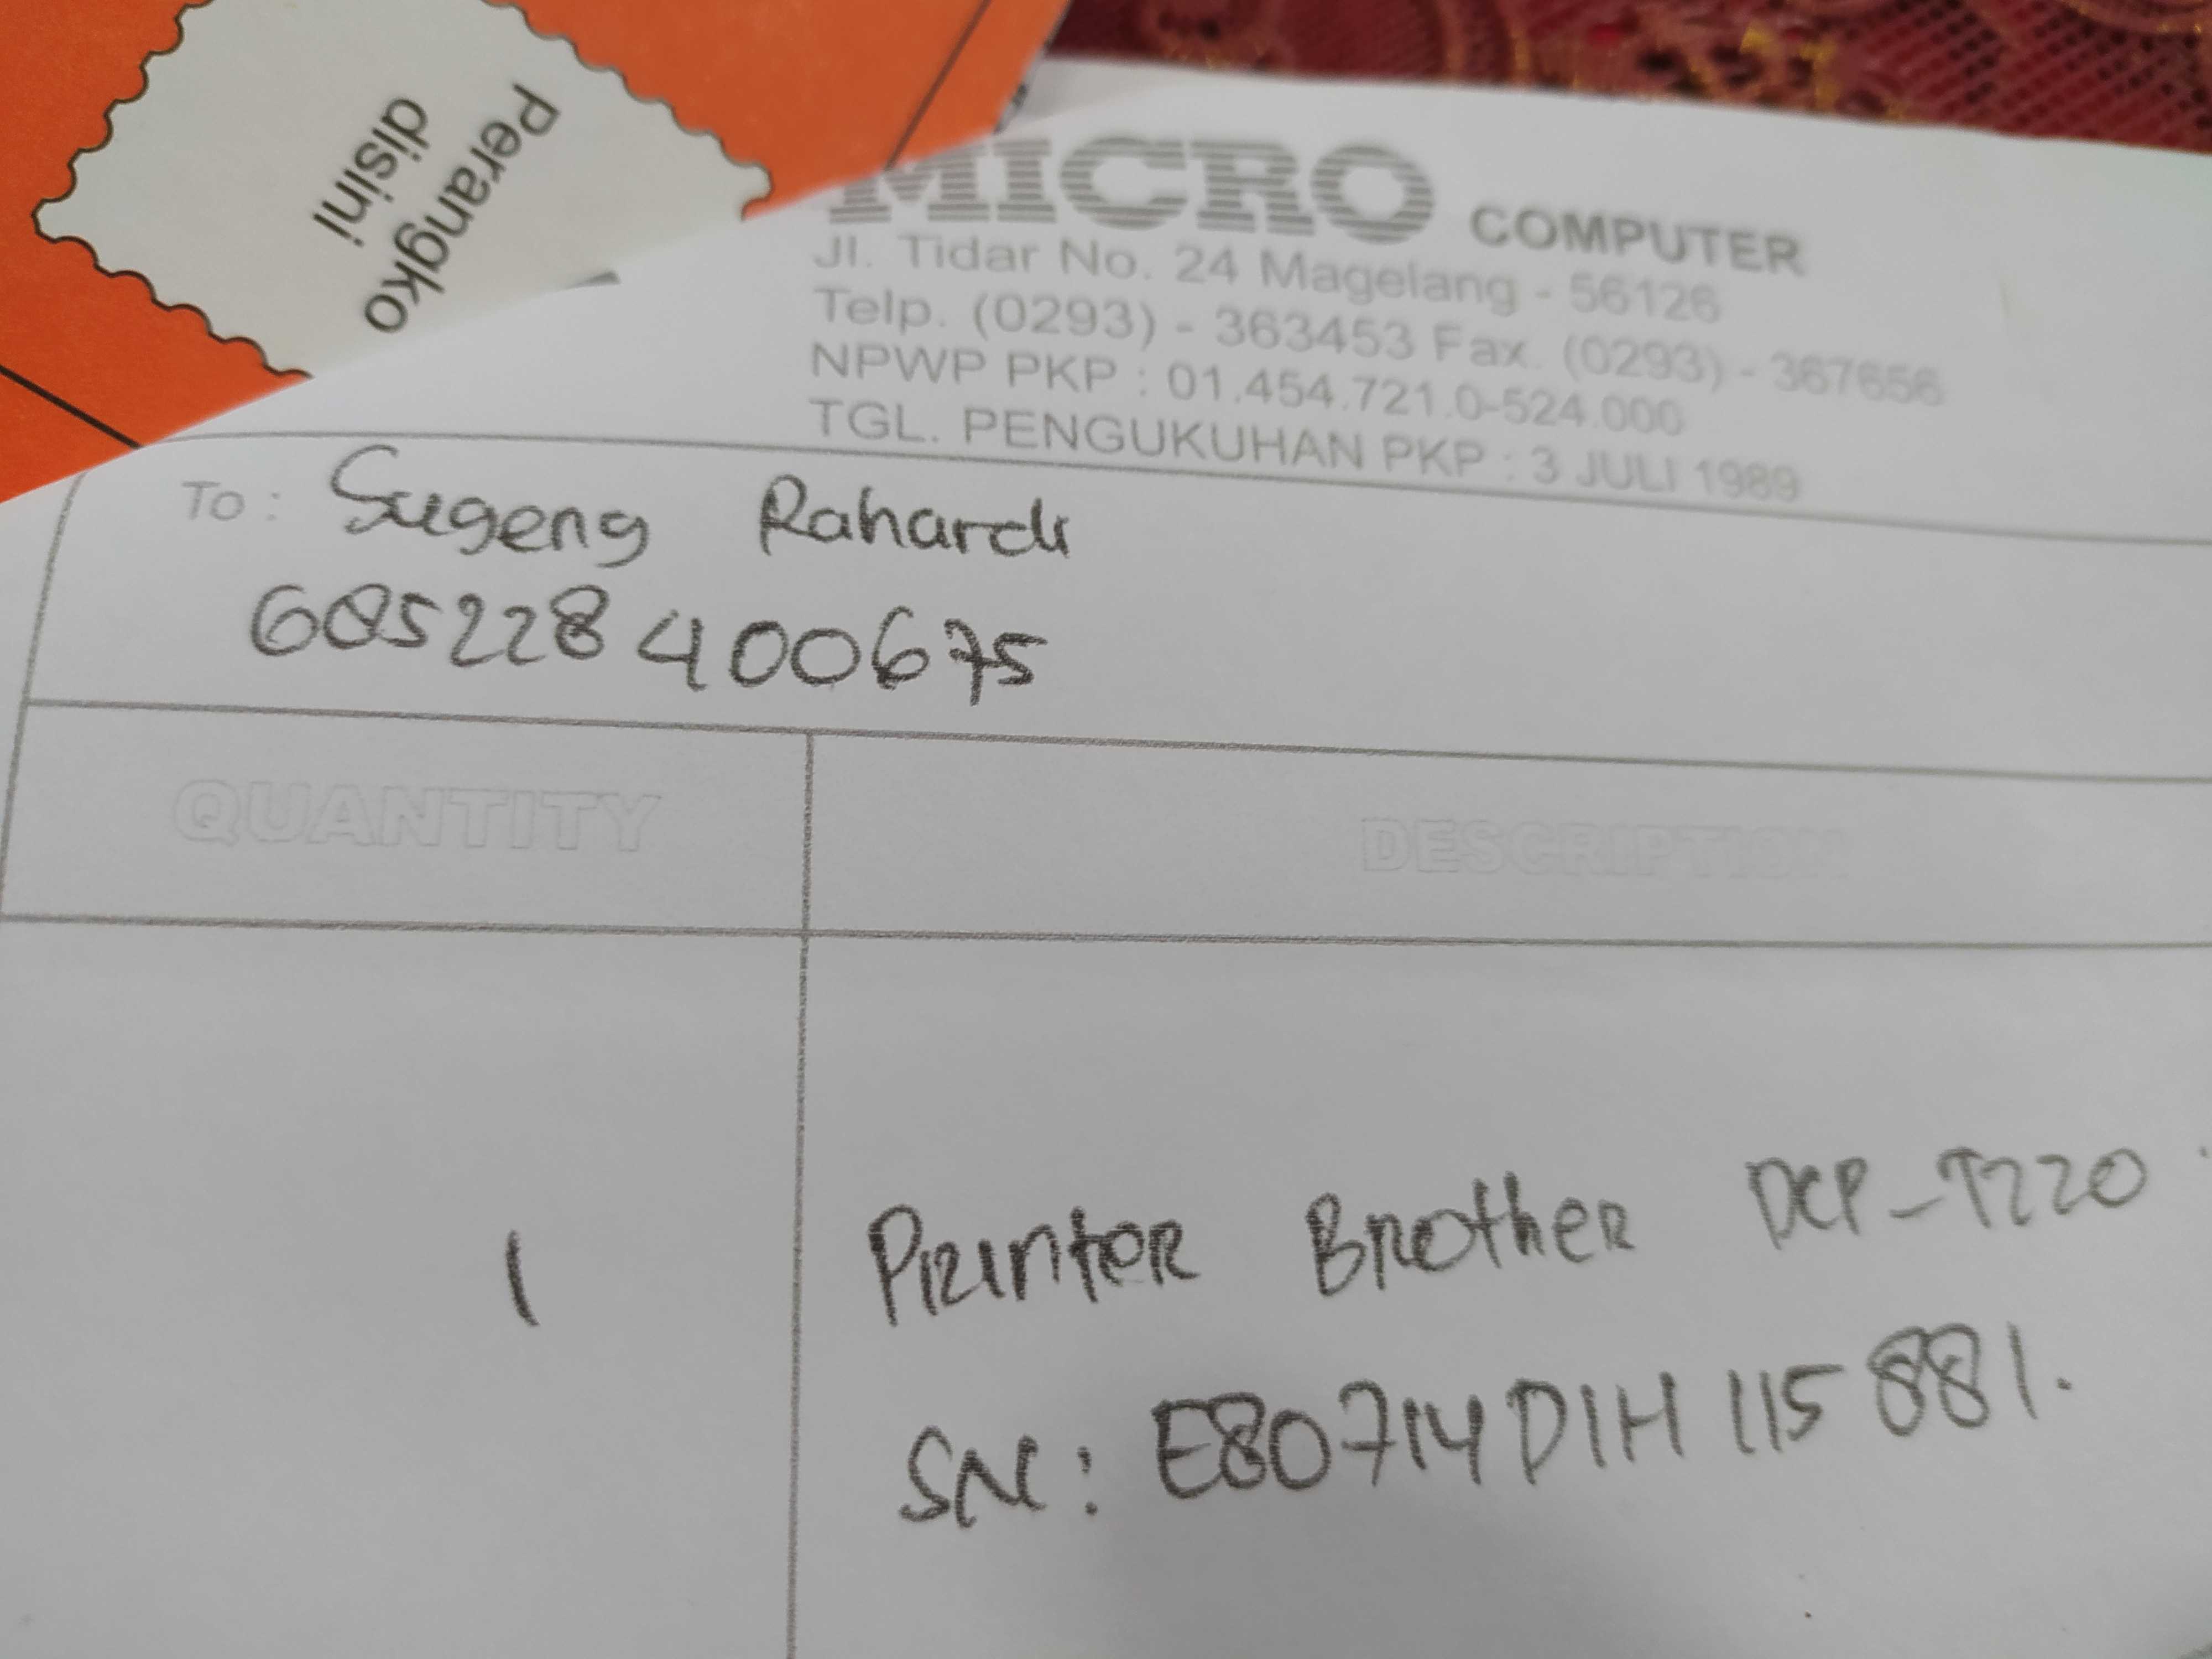 Perangko
disini
MICRO COMPUTER
Jl. Tidar No. 24 Magelang - 56126
Telp. (0293) - 363453 Fax. (0293) - 367656
NPWP PKP : 01.454.721.0-524.000
TGL. PENGUKUHAN PKP : 3 JULI 1989
To: Sugeng Rahardi
085228400675
QUANTITY DESCRIPTION
1 Printer Brother DCP-T220
SN: E80714D1H115881.